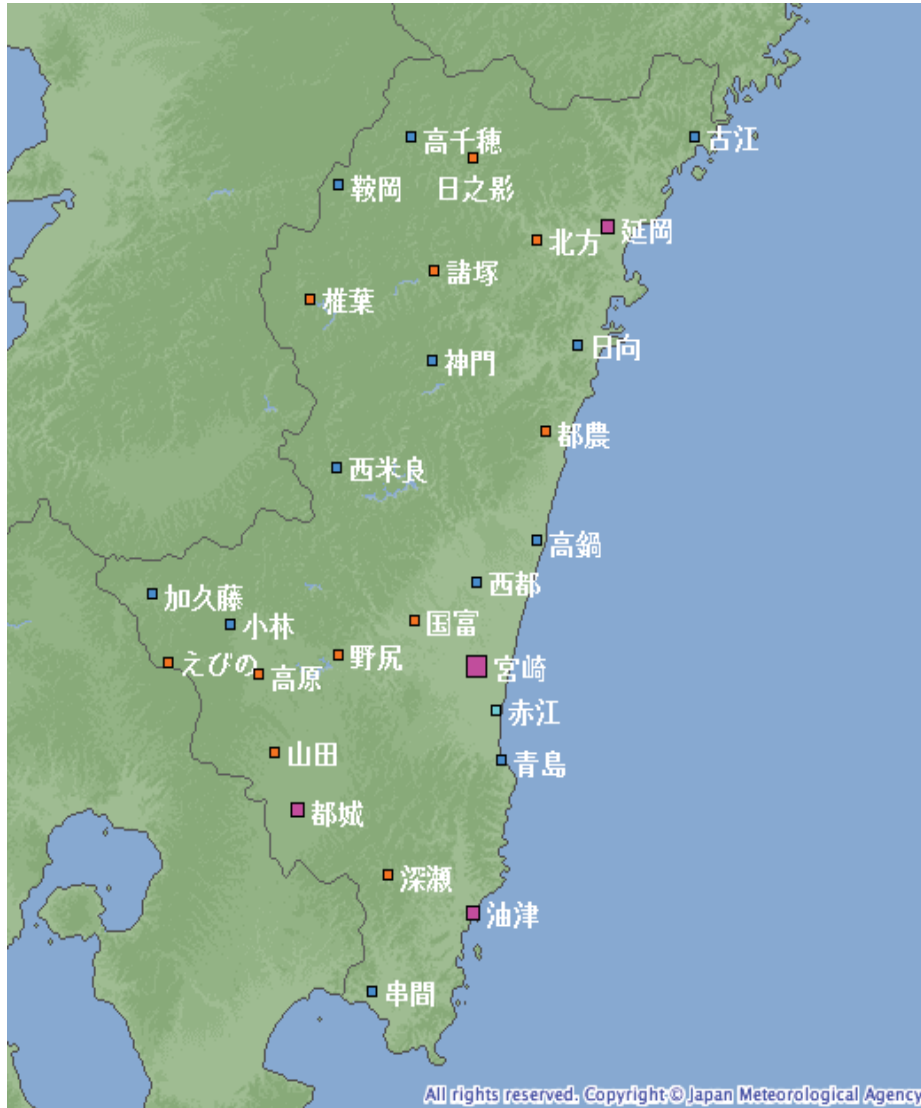 高千穂
古江
日之影
鞍岡
延岡
北方
諸塚
椎葉
日向
神門
都農
西米良
高鍋
西都
加久藤
国富
小林
野尻
えびの
宮崎
高原
赤江
山田
青島
都城
深瀬
油津
串間
All rights reserved. Copyright © Japan Meteorological Agency